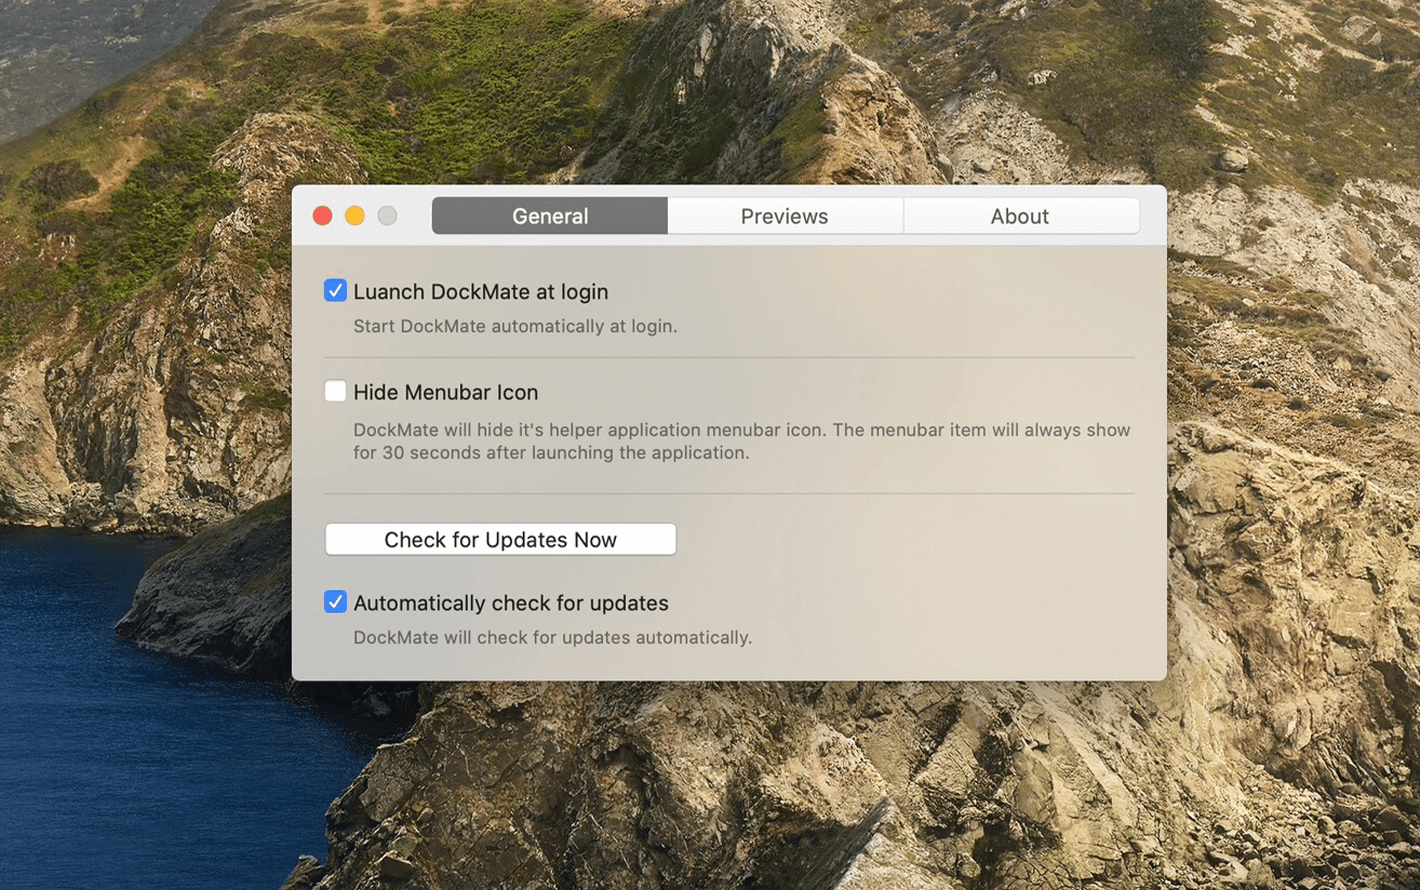 General
Previews
About
Luanch DockMate at login
Start DockMate automatically at login.
Hide Menubar Icon
DockMate will hide it's helper application menubar icon. The menubar item will always show
for 30 seconds after launching the application.
Check for Updates Now
Automatically check for updates
DockMate will check for updates automatically.